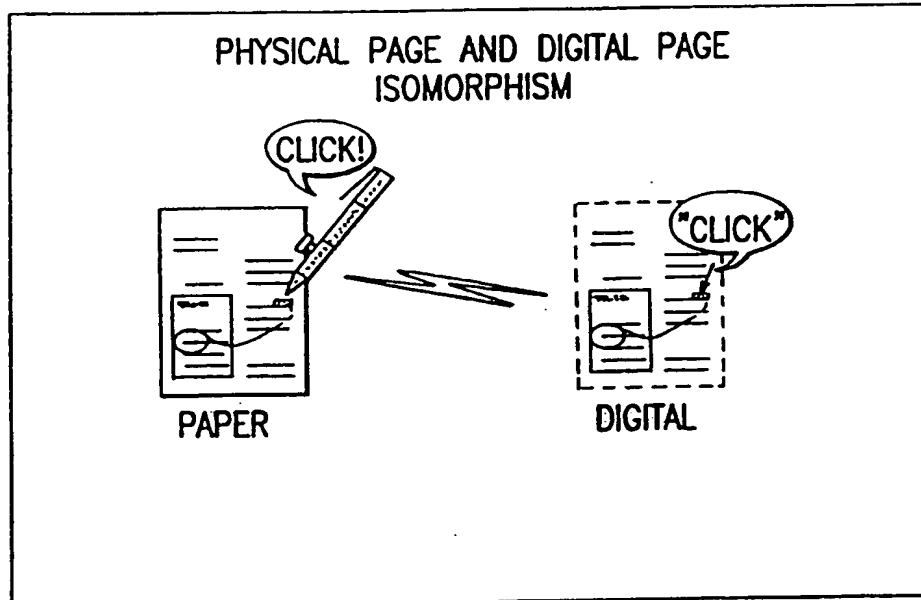 PHYSICAL PAGE AND DIGITAL PAGE
ISOMORPHISM
CLICK!
"CLICK"
PAPER
DIGITAL